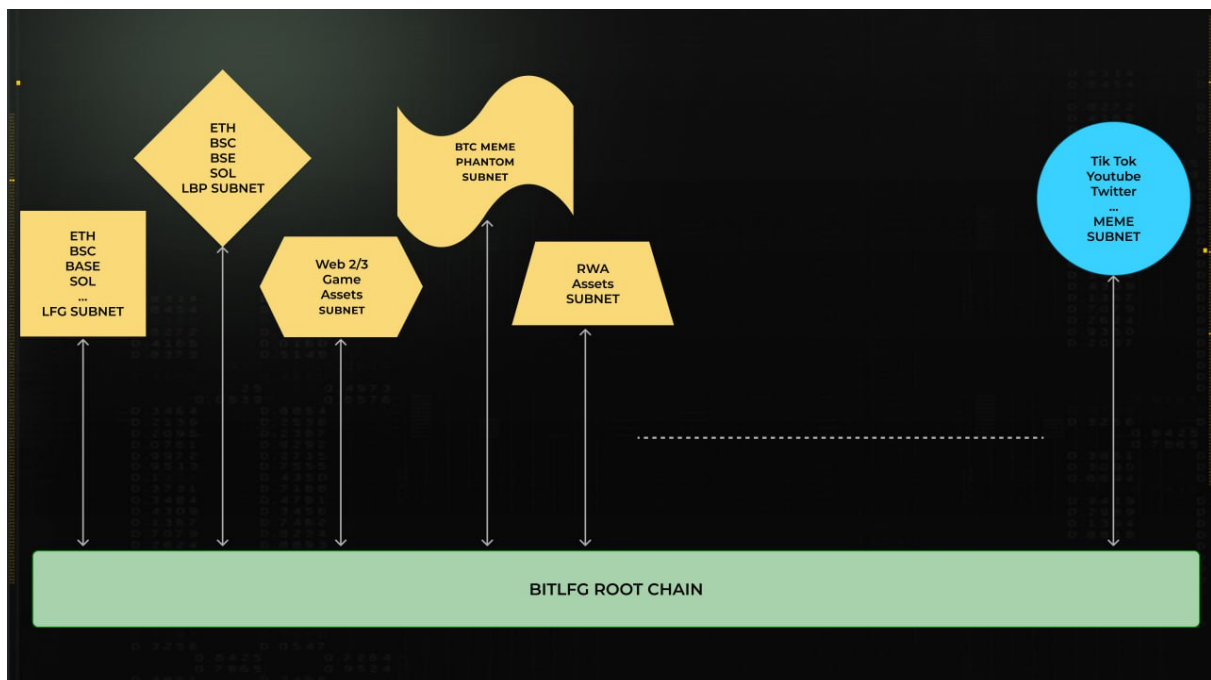 ETH
BSC
BASE
SOL
...
LFG SUBNET
ETH
BSC
BSE
SOL
LBP SUBNET
Web 2/3
Game
Assets
SUBNET
BTC MEME
PHANTOM
SUBNET
RWA
Assets
SUBNET
Tik Tok
Youtube
Twitter
...
MEME
SUBNET
BITLFG ROOT CHAIN